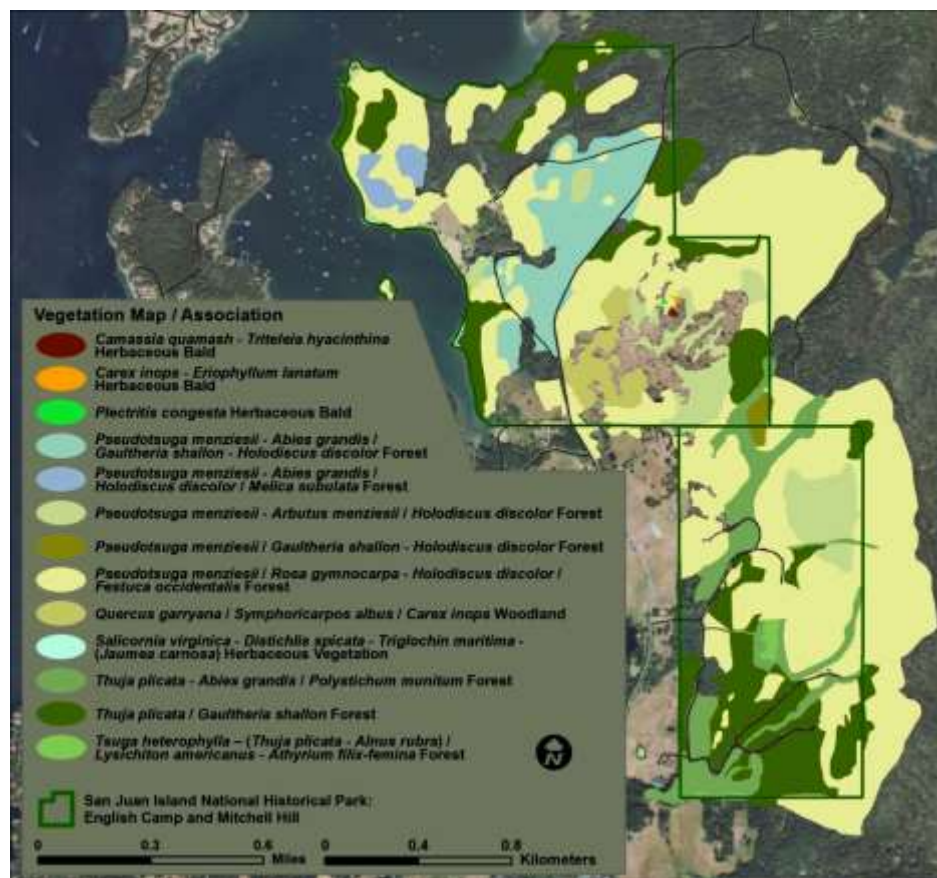 Vegetation Map / Association
Camassia quamash - Triteleia hyacinthina
Herbaceous Bald
Carex inops - Eriophyllum lanatum
Herbaceous Bald
Plectritis congesta Herbaceous Bald
Pseudotsuga menziesii - Abies grandis /
Gaultheria shallon - Holodiscus discolor Forest
Pseudotsuga menziesii - Abies grandis /
Holodiscus discolor / Melica subulata Forest
Pseudotsuga menziesii - Arbutus menziesii / Holodiscus discolor Forest
Pseudotsuga menziesii / Gaultheria shallon - Holodiscus discolor Forest
Pseudotsuga menziesii / Rosa gymnocarpa - Holodiscus discolor /
Festuca occidentalis Forest
Quercus garryana / Symphoricarpos albus / Carex inops Woodland
Salicornia virginica - Distichlis spicata - Triglochin maritima -
(Jaumea carnosa) Herbaceous Vegetation
Thuja plicata - Abies grandis / Polystichum munitum Forest
Thuja plicata / Gaultheria shallon Forest
Tsuga heterophylla – (Thuja plicata - Alnus rubra) /
Lysichiton americanus - Athyrium filix-femina Forest
N
San Juan Island National Historical Park:
English Camp and Mitchell Hill
0 0.3 0.6 Miles
0 0.4 0.8 Kilometers